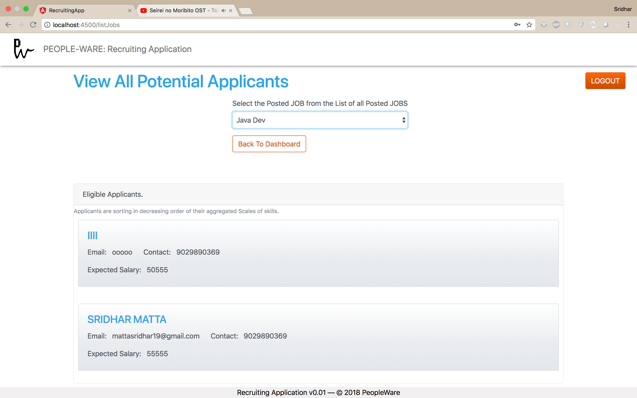 RecruitingApp
Seirei no Moribito OST - To
Sridhar
localhost:4500/listJobs
PEOPLE-WARE: Recruiting Application
View All Potential Applicants
LOGOUT
Select the Posted JOB from the List of all Posted JOBS
Java Dev
Back To Dashboard
Eligible Applicants.
Applicants are sorting in decreasing order of their aggregated Scales of skills.
Email: ooooo Contact: 9029890369
Expected Salary: 50555
SRIDHAR MATTA
Email: mattasridhar19@gmail.com Contact: 9029890369
Expected Salary: 55555
Recruiting Application v0.01 — © 2018 PeopleWare